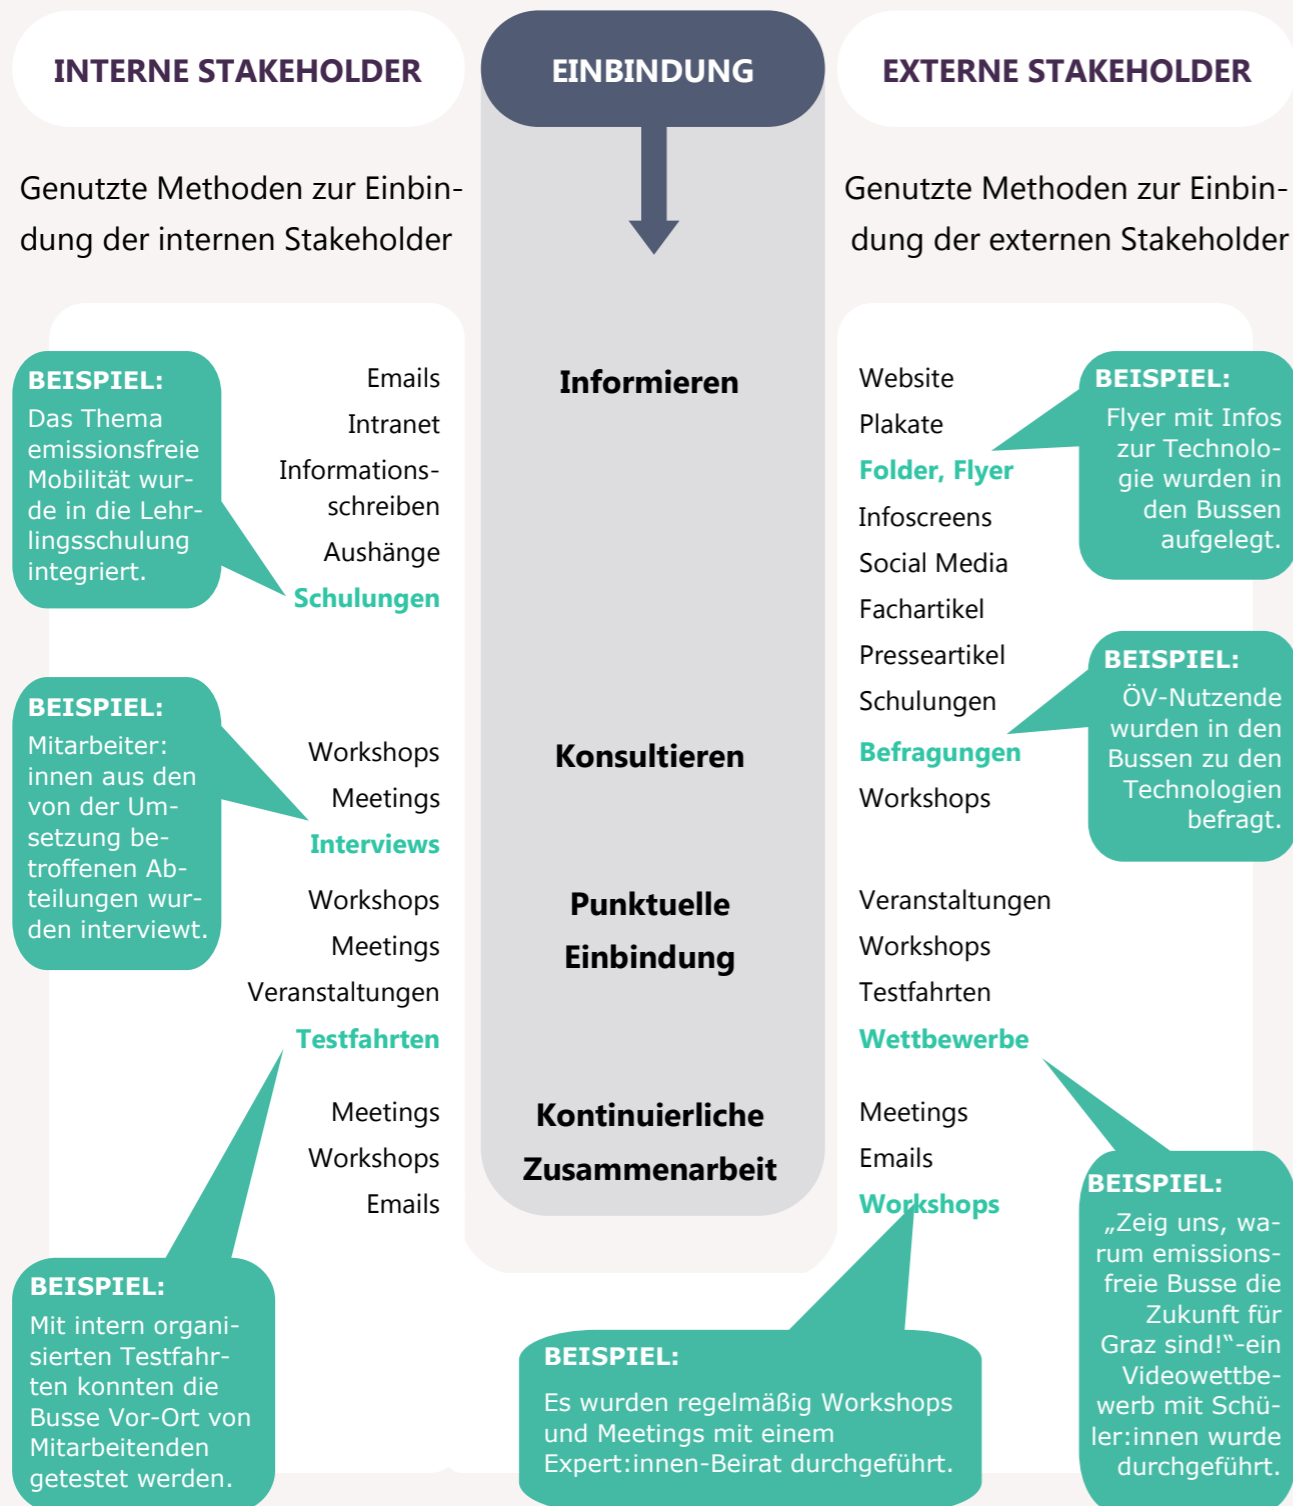 INTERNE STAKEHOLDER
EINBINDUNG
EXTERNE STAKEHOLDER
Genutzte Methoden zur Einbin-
dung der internen Stakeholder
Genutzte Methoden zur Einbin-
dung der externen Stakeholder
BEISPIEL:
Das Thema
emissionsfreie
Mobilität wur-
de in die Lehr-
lingsschulung
integriert.
Emails
Intranet
Informations-
schreiben
Aushänge
Schulungen
Informieren
Website
Plakate
Folder, Flyer
Infoscreens
Social Media
Fachartikel
Presseartikel
Schulungen
BEISPIEL:
Flyer mit Infos
zur Technolo-
gie wurden in
den Bussen
aufgelegt.
BEISPIEL:
Mitarbeiter:
innen aus den
von der Um-
setzung be-
troffenen Ab-
teilungen wur-
den interviewt.
Workshops
Meetings
Interviews
Konsultieren
Befragungen
Workshops
BEISPIEL:
ÖV-Nutzende
wurden in den
Bussen zu den
Technologien
befragt.
Workshops
Meetings
Veranstaltungen
Testfahrten
Punktuelle
Einbindung
Veranstaltungen
Workshops
Testfahrten
Wettbewerbe
Meetings
Workshops
Emails
Kontinuierliche
Zusammenarbeit
Meetings
Emails
Workshops
BEISPIEL:
Mit intern organi-
sierten Testfahr-
ten konnten die
Busse Vor-Ort von
Mitarbeitenden
getestet werden.
BEISPIEL:
Es wurden regelmäßig Workshops
und Meetings mit einem
Expert:innen-Beirat durchgeführt.
BEISPIEL:
„Zeig uns, wa-
rum emissions-
freie Busse die
Zukunft für
Graz sind!“-ein
Videowettbe-
werb mit Schü-
ler:innen wurde
durchgeführt.